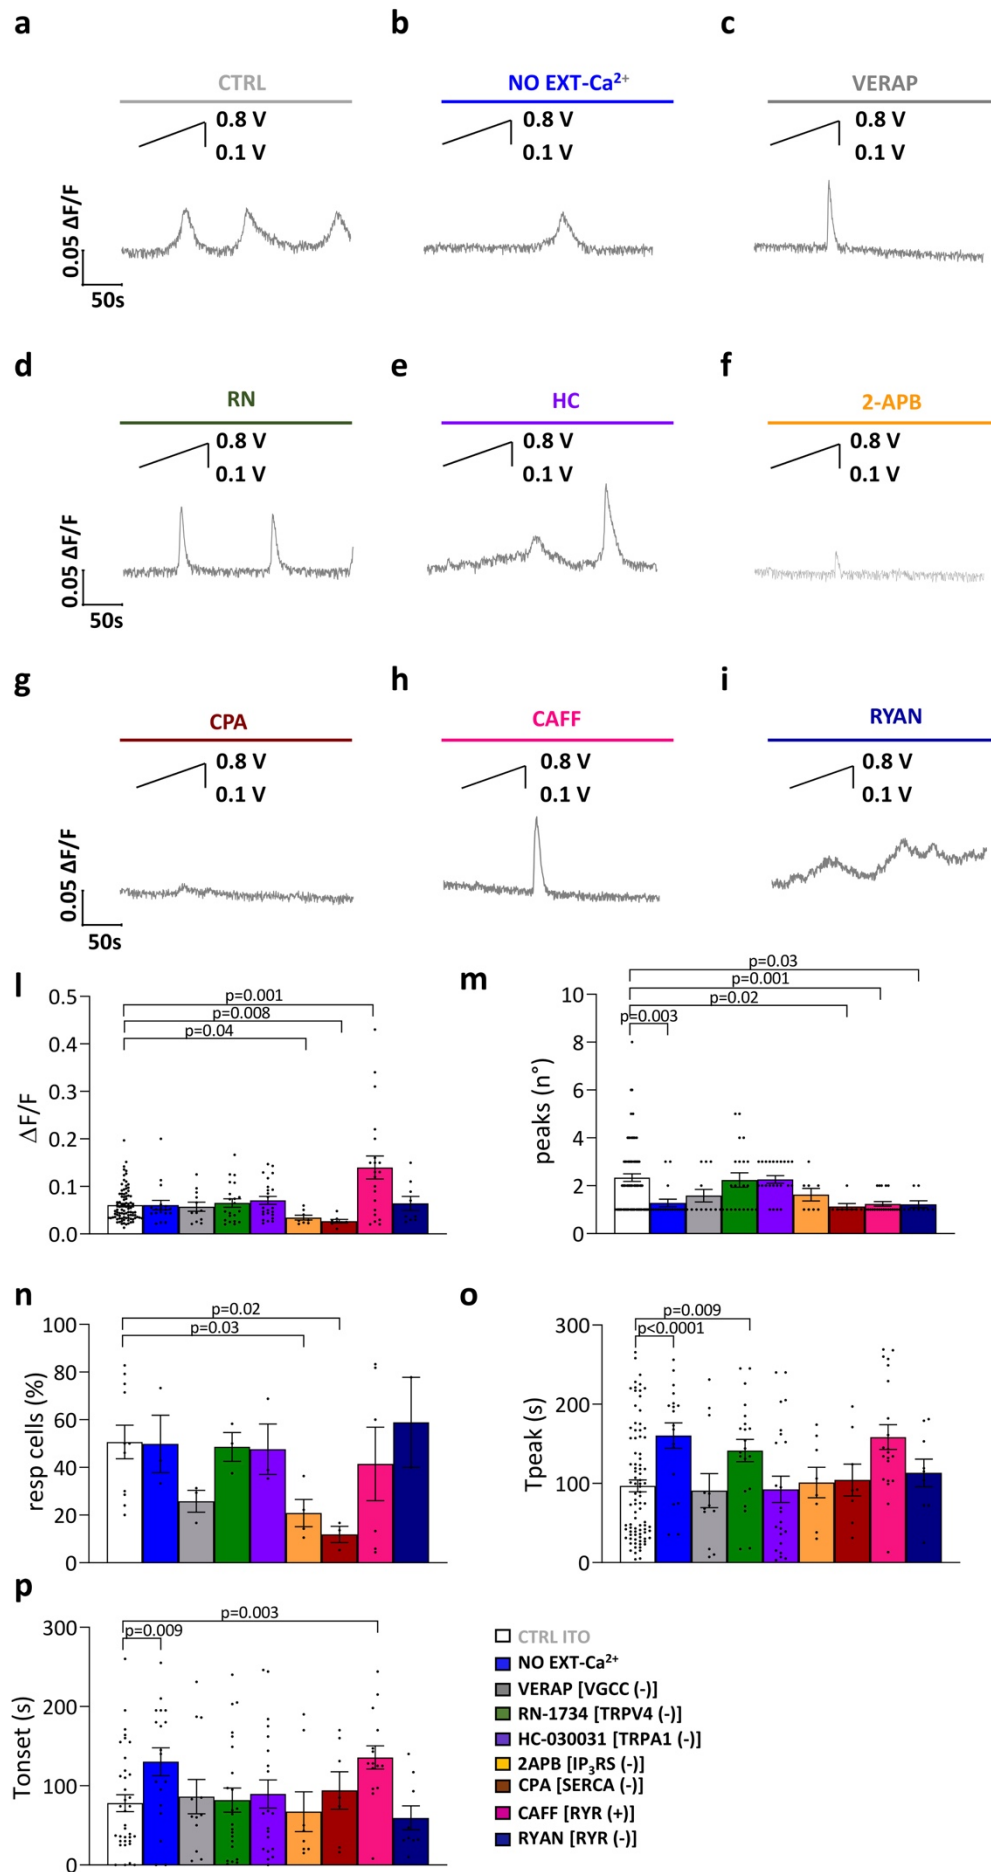 a
b
c
CTRL
NO EXT-Ca²⁺
VERAP
0.8 V
0.1 V
0.8 V
0.1 V
0.8 V
0.1 V
0.05 ΔF/F
50s
d
e
f
RN
HC
2-APB
0.8 V
0.1 V
0.8 V
0.1 V
0.8 V
0.1 V
0.05 ΔF/F
50s
g
h
i
CPA
CAFF
RYAN
0.8 V
0.1 V
0.8 V
0.1 V
0.8 V
0.1 V
0.05 ΔF/F
50s
l
p=0.001
p=0.008
p=0.04
0.5
0.4
0.3
0.2
0.1
0.0
ΔF/F
m
p=0.03
p=0.001
p=0.02
p=0.003
10
8
6
4
2
0
peaks (n°)
n
p=0.02
p=0.03
100
80
60
40
20
0
resp cells (%)
o
p=0.009
p<0.0001
300
200
100
0
Tpeak (s)
p
p=0.003
p=0.009
300
200
100
0
Tonset (s)
CTRL ITO
NO EXT-Ca²⁺
VERAP [VGCC (-)]
RN-1734 [TRPV4 (-)]
HC-030031 [TRPA1 (-)]
2APB [IP₃RS (-)]
CPA [SERCA (-)]
CAFF [RYR (+)]
RYAN [RYR (-)]